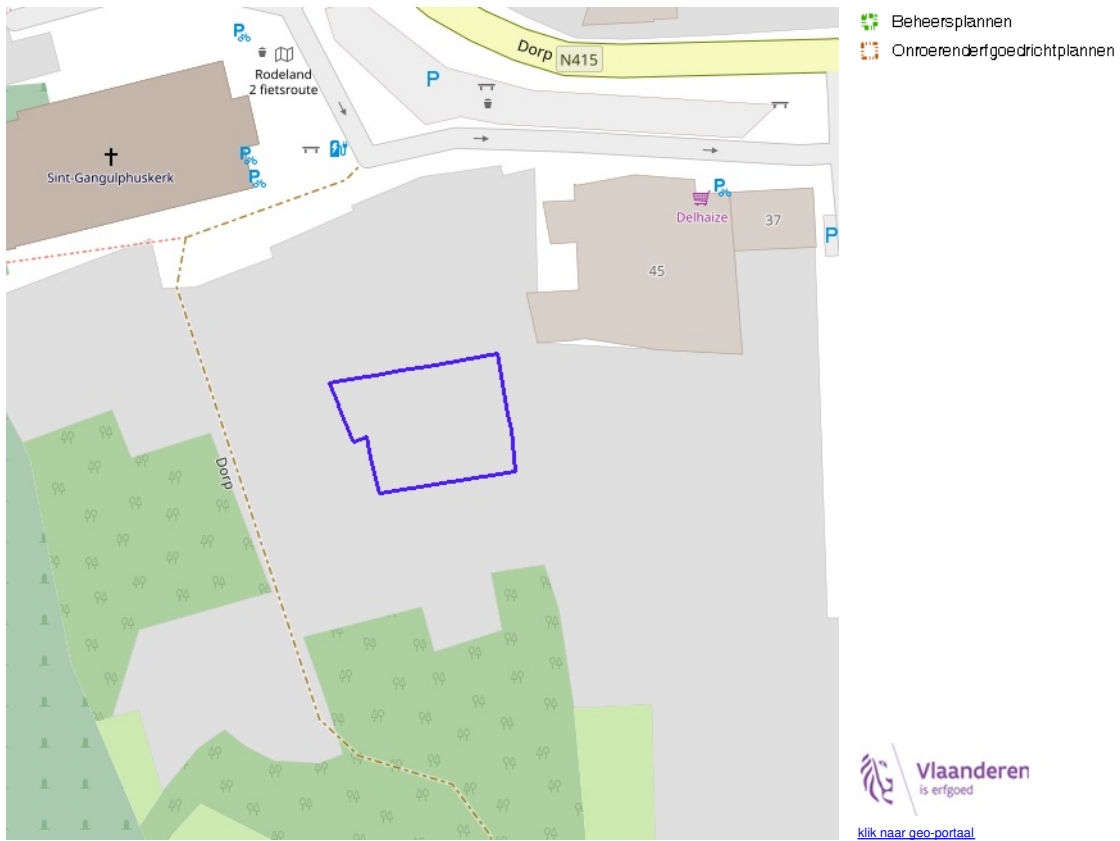 Beheersplannen
Onroerenderfgoedrichtplannen
Dorp
N415
P
P
Rodeland
2 fietsroute
P
P
Sint-Gangulphuskerk
P
P
Delhaize
37
P
45
Dorp
Vlaanderen
is erfgoed
klik naar geo-portaal